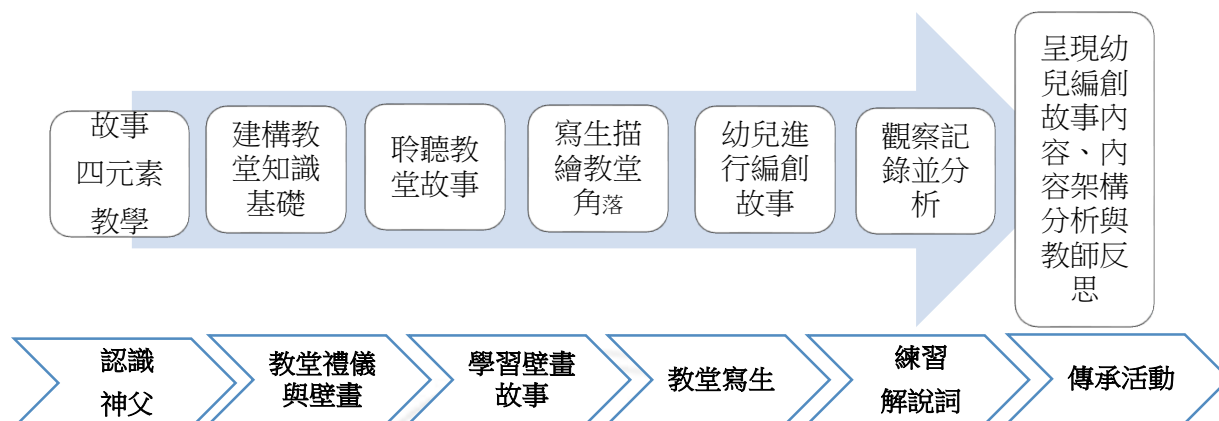 故事
四元素
教學
建構教
堂知識
基礎
聆聽教
堂故事
寫生描
繪教堂
角落
幼兒進
行編創
故事
觀察記
錄並分
析
呈現幼
兒編創
故事內
容、內
容架構
分析與
教師反
思
認識
神父
教堂禮儀
與壁畫
學習壁畫
故事
教堂寫生
練習
解說詞
傳承活動